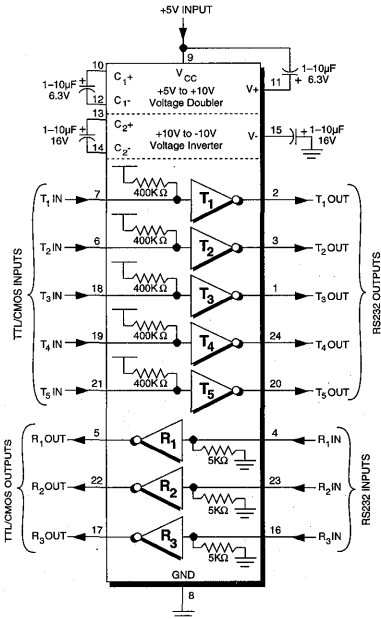 +5V INPUT
9
10
1–10µF
6.3V
12
C1+
C1-
VCC
+5V to +10V
Voltage Doubler
V+
11
1–10µF
6.3V
13
1–10µF
16V
14
C2+
C2-
+10V to -10V
Voltage Inverter
V-
15
1–10µF
16V
TTL/CMOS INPUTS
T1 IN
7
400KΩ
T1
2
T1 OUT
T2 IN
6
400KΩ
T2
3
T2 OUT
T3 IN
18
400KΩ
T3
1
T3 OUT
T4 IN
19
400KΩ
T4
24
T4 OUT
T5 IN
21
400KΩ
T5
20
T5 OUT
RS232 OUTPUTS
TTL/CMOS OUTPUTS
R1 OUT
5
R1
5KΩ
4
R1 IN
R2 OUT
22
R2
5KΩ
23
R2 IN
R3 OUT
17
R3
5KΩ
16
R3 IN
RS232 INPUTS
GND
8